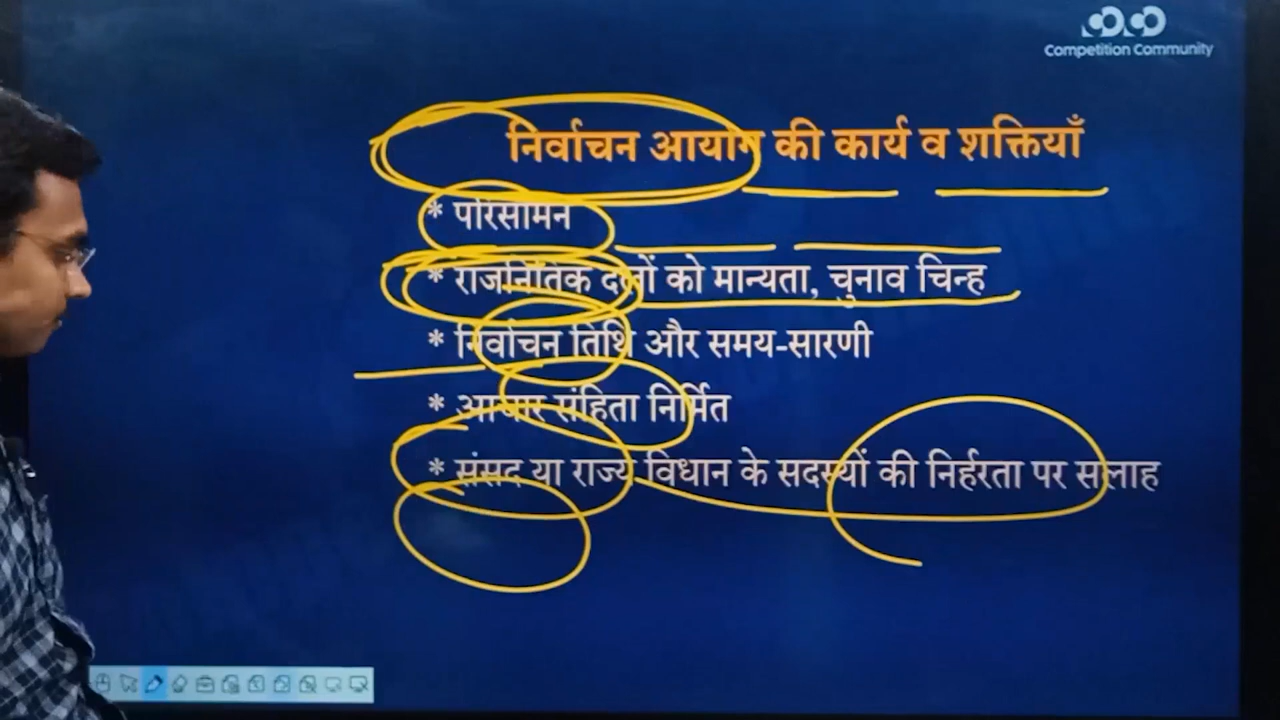 Competition Community
निर्वाचन आयोग की कार्य व शक्तियाँ
* परिसीमन
* राजनितिक दलों को मान्यता, चुनाव चिन्ह
* निर्वाचन तिथि और समय-सारणी
* आचार संहिता निर्मित
* संसद या राज्य विधान के सदस्यों की निर्हरता पर सलाह